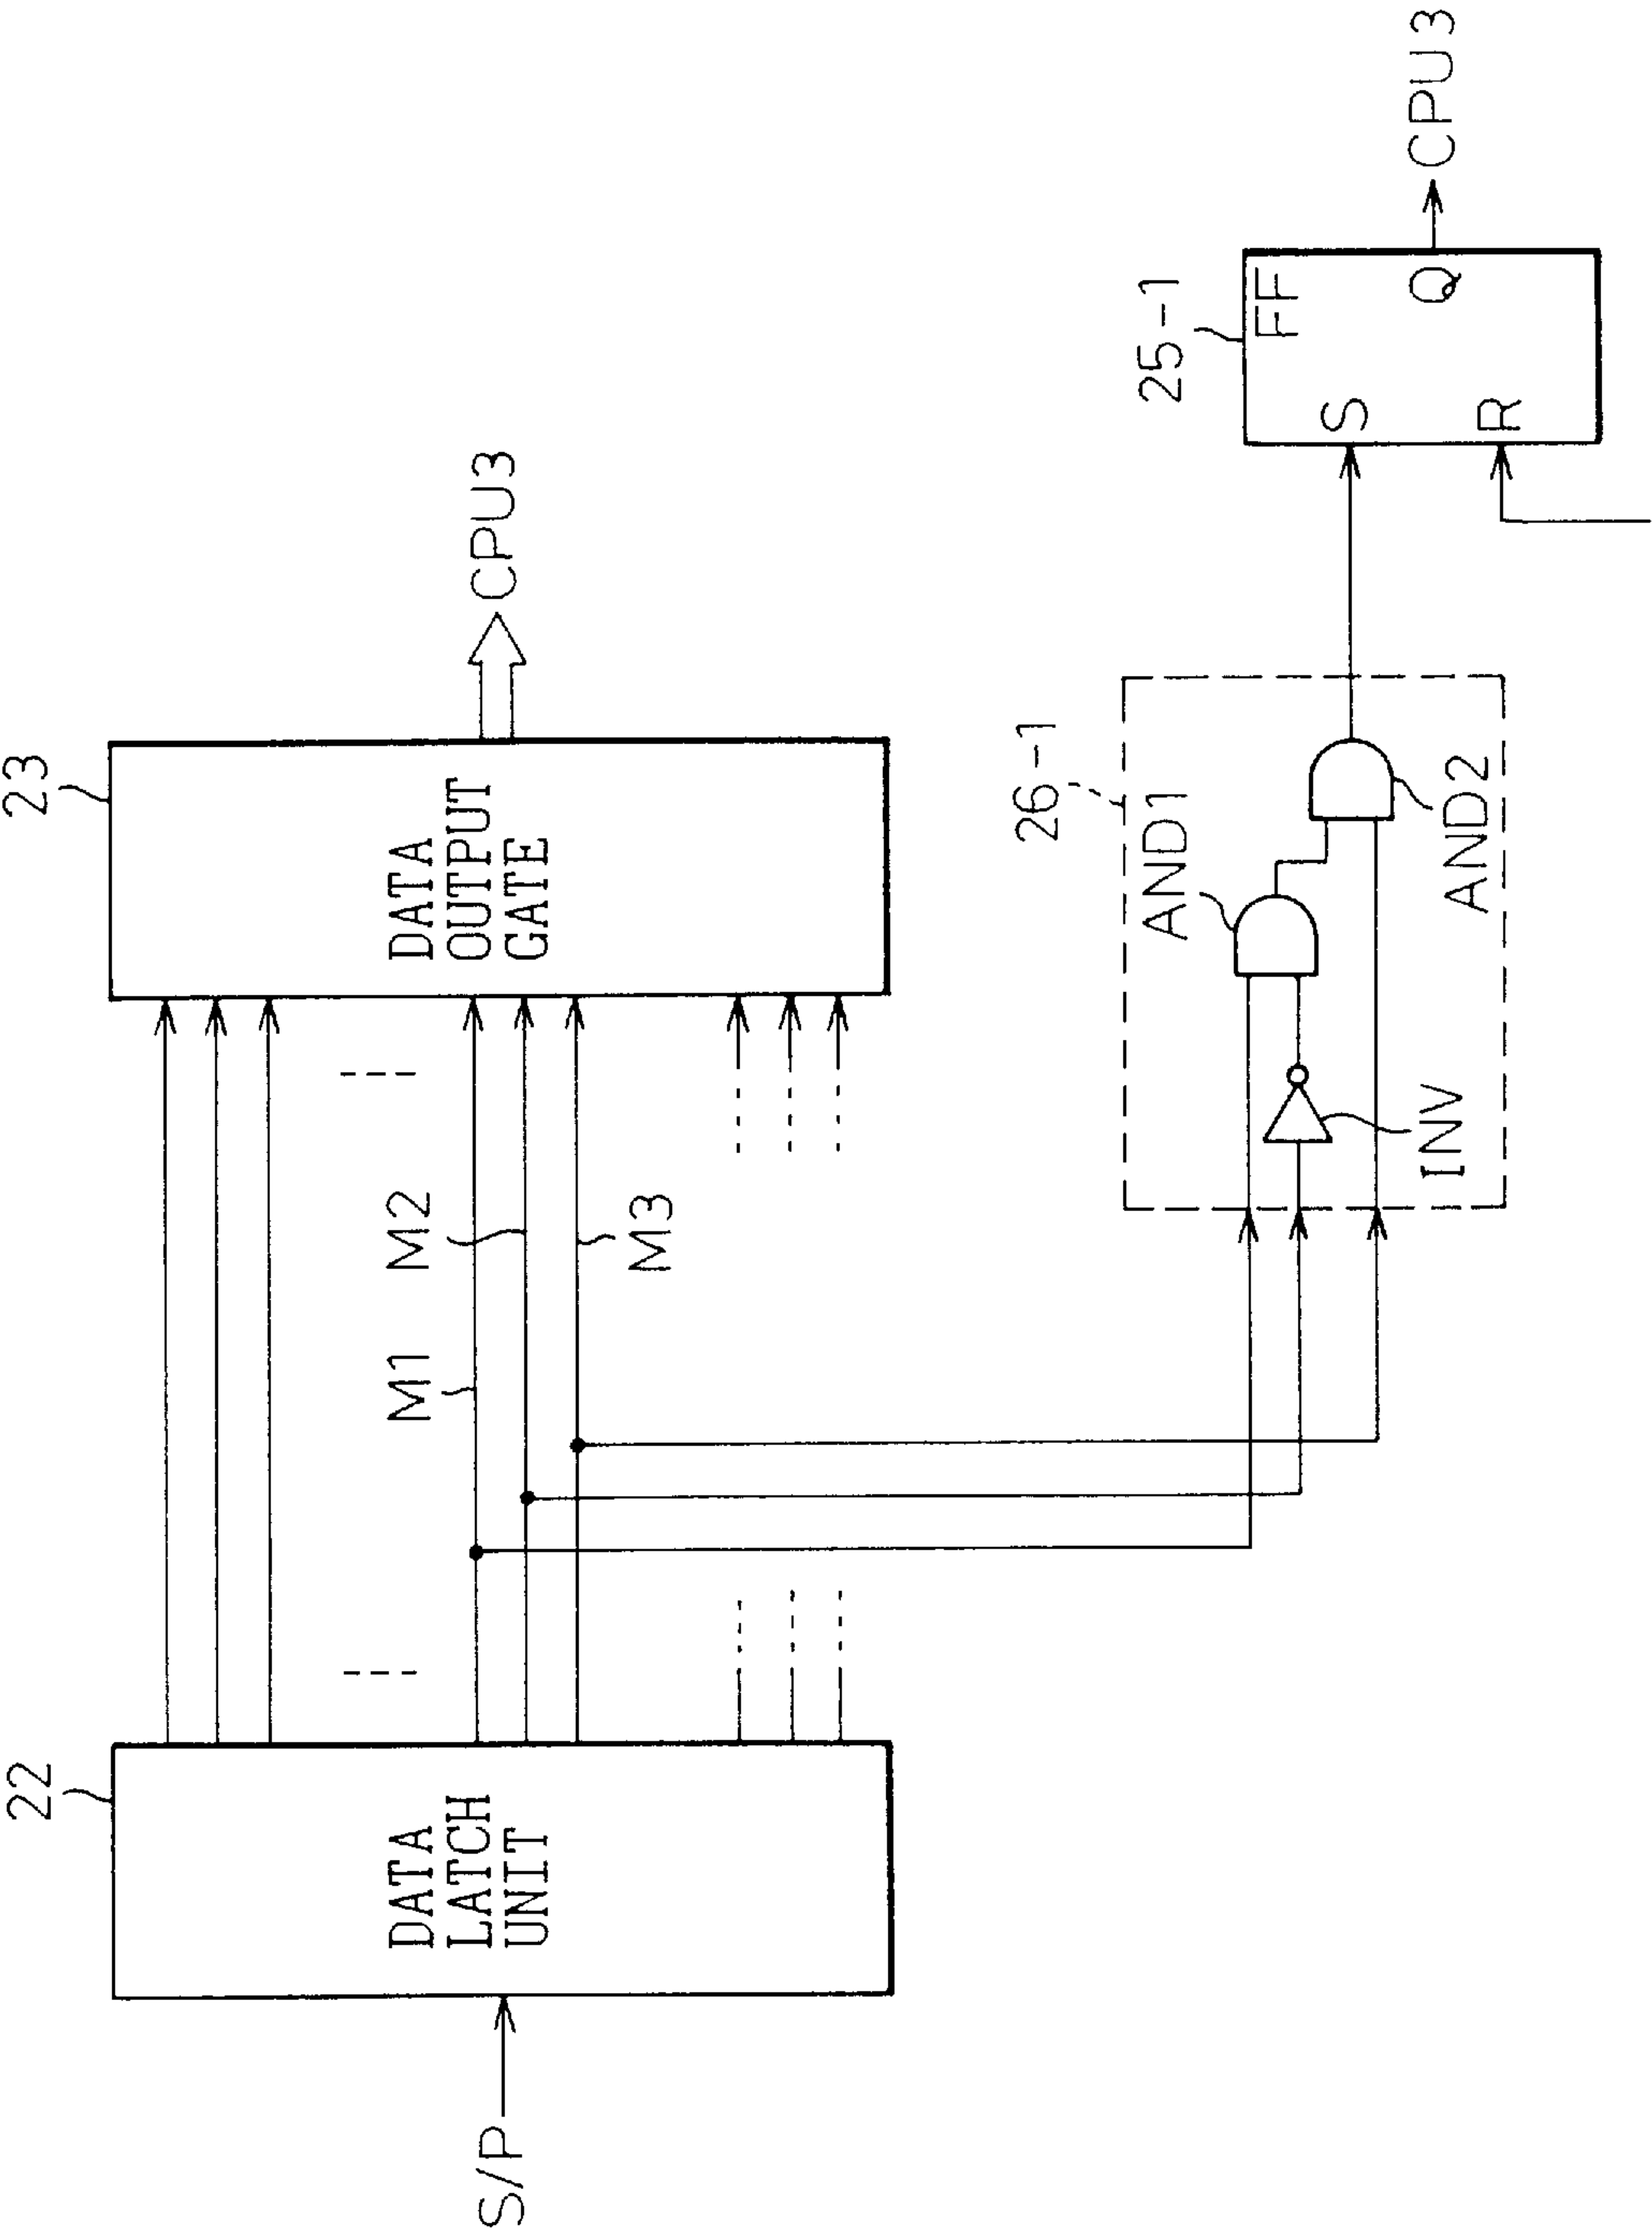 22
23
S/P
DATA
LATCH
UNIT
DATA
OUTPUT
GATE
CPU3
M1
M2
M3
26-1
AND1
INV
AND2
25-1
FF
S
Q
R
CPU3